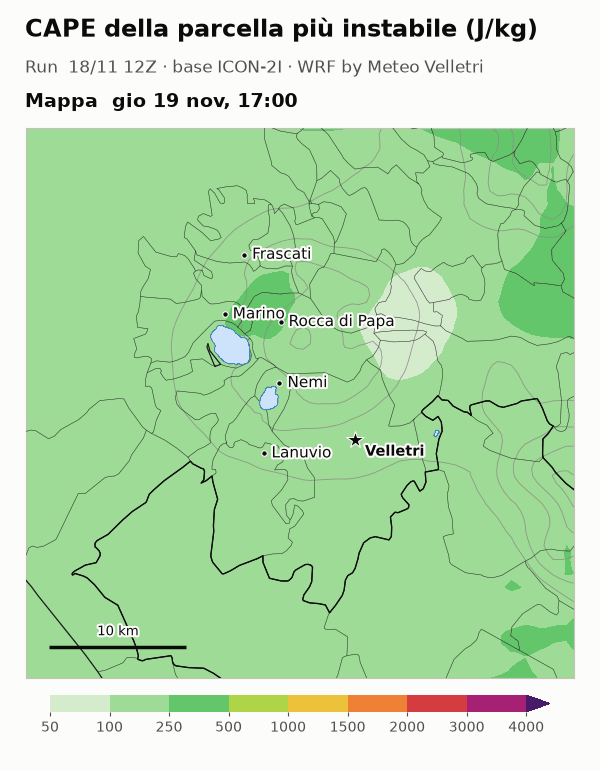 CAPE della parcella più instabile (J/kg)
Run  18/11 12Z · base ICON-2I · WRF by Meteo Velletri
Mappa  gio 19 nov, 17:00
Frascati
Marino
Rocca di Papa
Nemi
Velletri
Lanuvio
10 km
50 100 250 500 1000 1500 2000 3000 4000